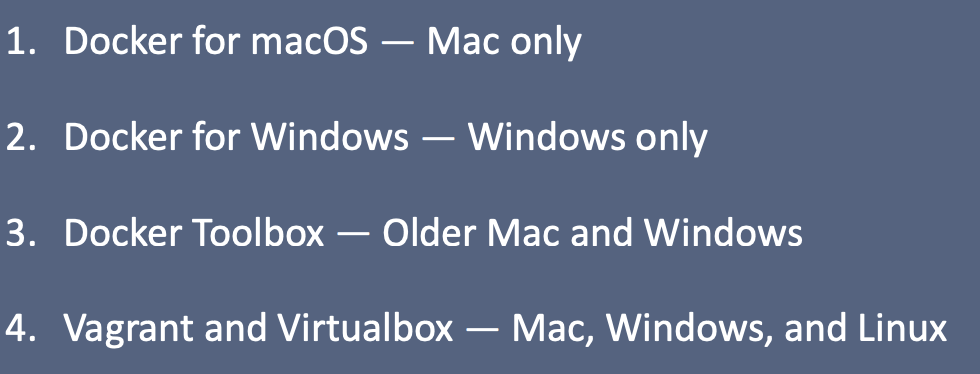 1. Docker for macOS — Mac only
2. Docker for Windows — Windows only
3. Docker Toolbox — Older Mac and Windows
4. Vagrant and Virtualbox — Mac, Windows, and Linux